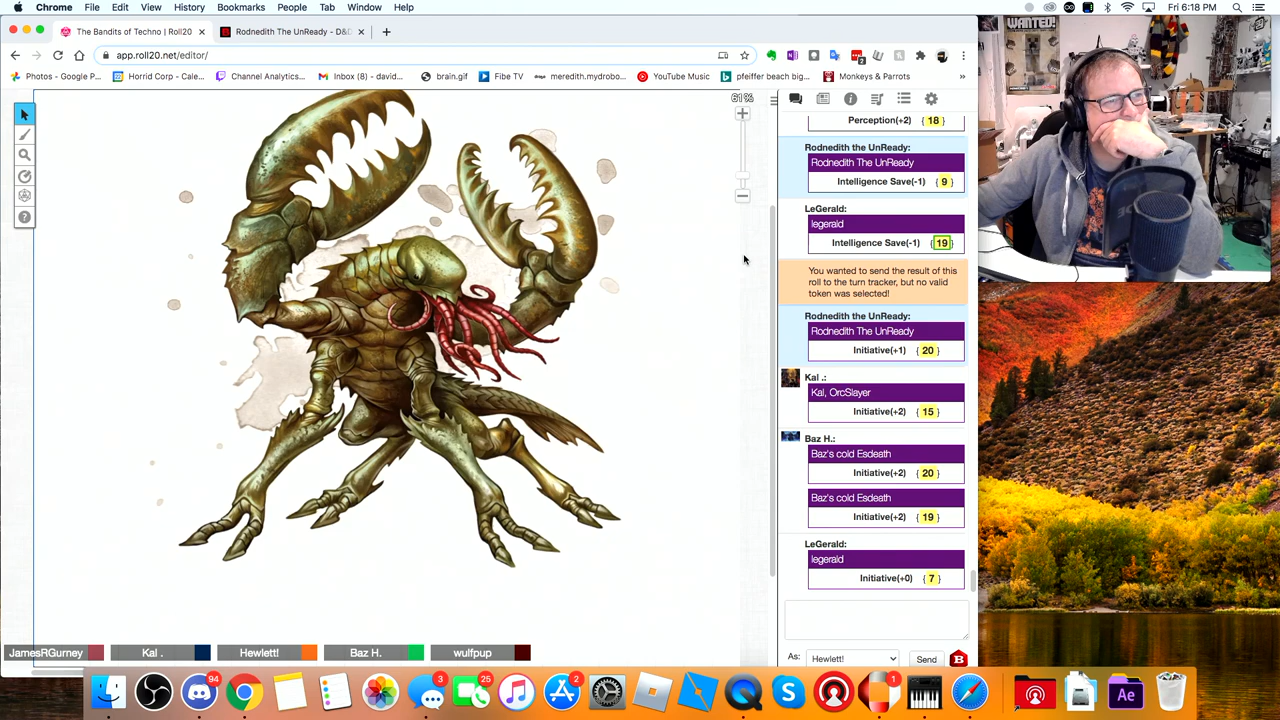 Chrome File Edit View History Bookmarks People Tab Window Help
Fri 6:18 PM
The Bandits of Techno | Roll20
Rodnedith The UnReady - D&D
app.roll20.net/editor/
Photos - Google P...
Horrid Corp - Cale...
Channel Analytics...
Inbox (8) - david...
brain.gif
Fibe TV
meredith.mydrobo...
YouTube Music
pfeiffer beach big...
Monkeys & Parrots
61%
Perception(+2) { 18 }
Rodnedith the UnReady:
Rodnedith The UnReady
Intelligence Save(-1) { 9 }
LeGerald:
legerald
Intelligence Save(-1) { 19 }
You wanted to send the result of this
roll to the turn tracker, but no valid
token was selected!
Rodnedith the UnReady:
Rodnedith The UnReady
Initiative(+1) { 20 }
Kal .:
Kal, OrcSlayer
Initiative(+2) { 15 }
Baz H.:
Baz's cold Esdeath
Initiative(+2) { 20 }
Baz's cold Esdeath
Initiative(+2) { 19 }
LeGerald:
legerald
Initiative(+0) { 7 }
As: Hewlett! Send
JamesRGurney Kal . Hewlett! Baz H. wulfpup
WANTED!
94
3
26
2
1
Ae